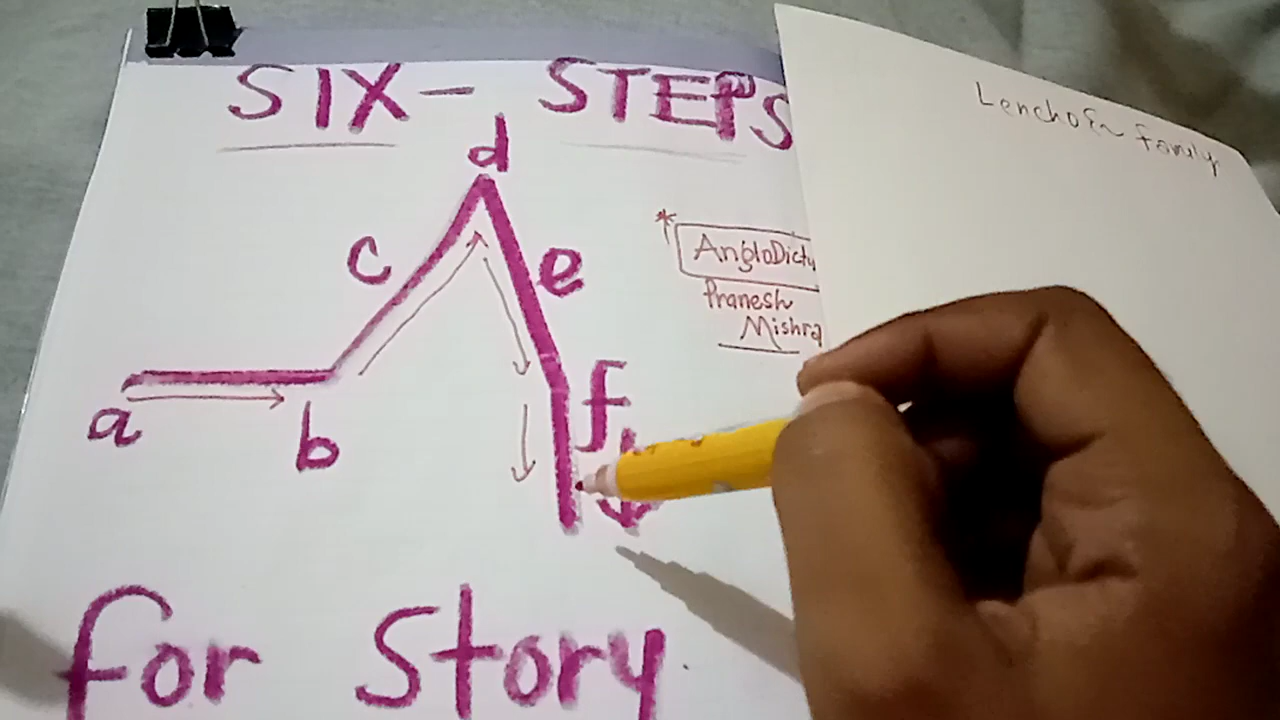 SIX- STEPS
d
c
e
* AngloDictu
Pranesh
Mishra
a
b
f
for Story
Lencho & family